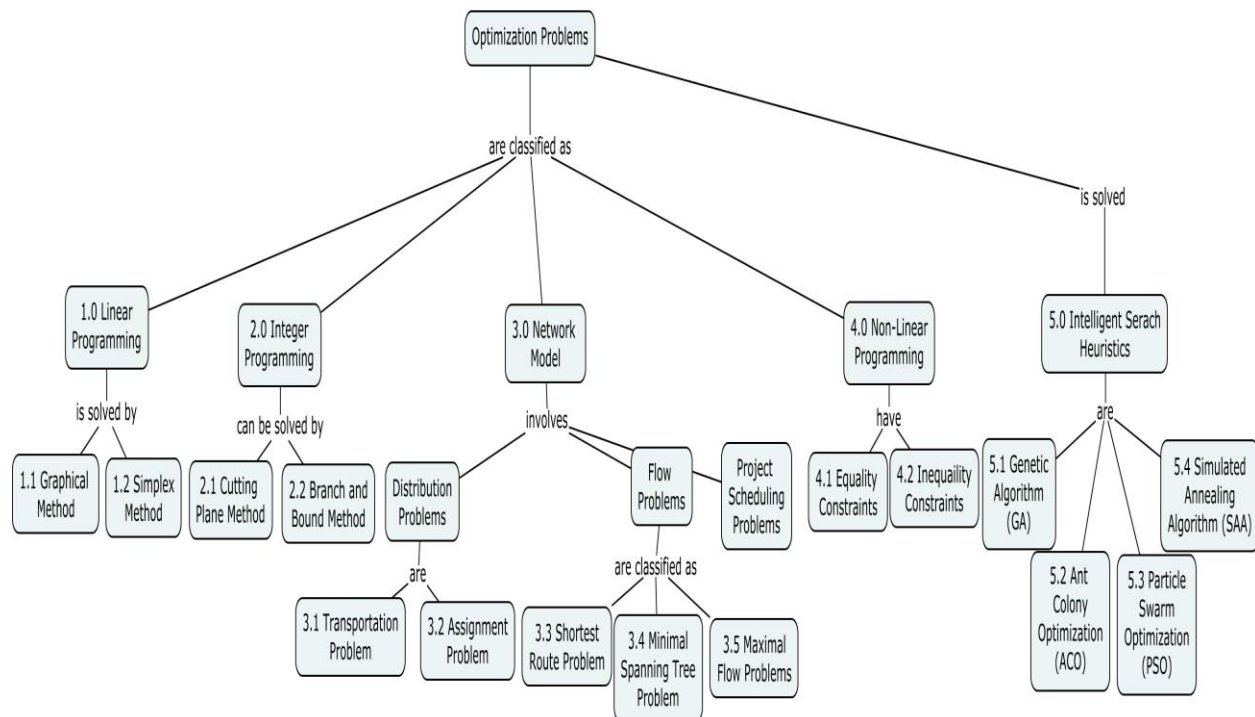 Optimization Problems
are classified as
is solved
1.0 Linear
Programming
2.0 Integer
Programming
3.0 Network
Model
4.0 Non-Linear
Programming
5.0 Intelligent Serach
Heuristics
is solved by
can be solved by
involves
have
are
1.1 Graphical
Method
1.2 Simplex
Method
2.1 Cutting
Plane Method
2.2 Branch and
Bound Method
Distribution
Problems
Flow
Problems
Project
Scheduling
Problems
4.1 Equality
Constraints
4.2 Inequaility
Constraints
5.1 Genetic
Algorithm
(GA)
5.4 Simulated
Annealing
Algorithm (SAA)
are
are classified as
3.1 Transportation
Problem
3.2 Assignment
Problem
3.3 Shortest
Route Problem
3.4 Minimal
Spanning Tree
Problem
3.5 Maximal
Flow Problems
5.2 Ant
Colony
Optimization
(ACO)
5.3 Particle
Swarm
Optimization
(PSO)